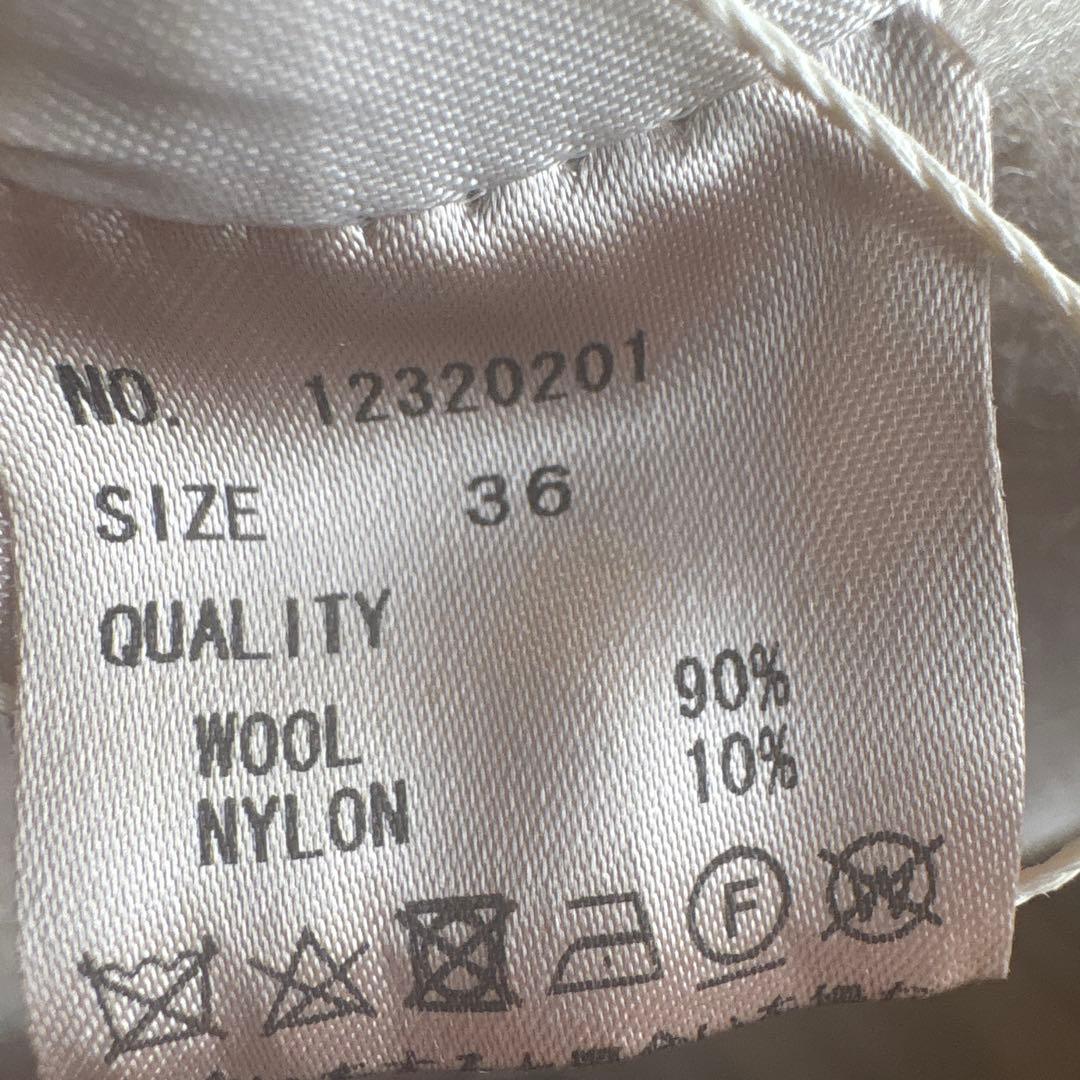 NO. 12320201
SIZE 36
QUALITY
WOOL 90%
NYLON 10%
F
W